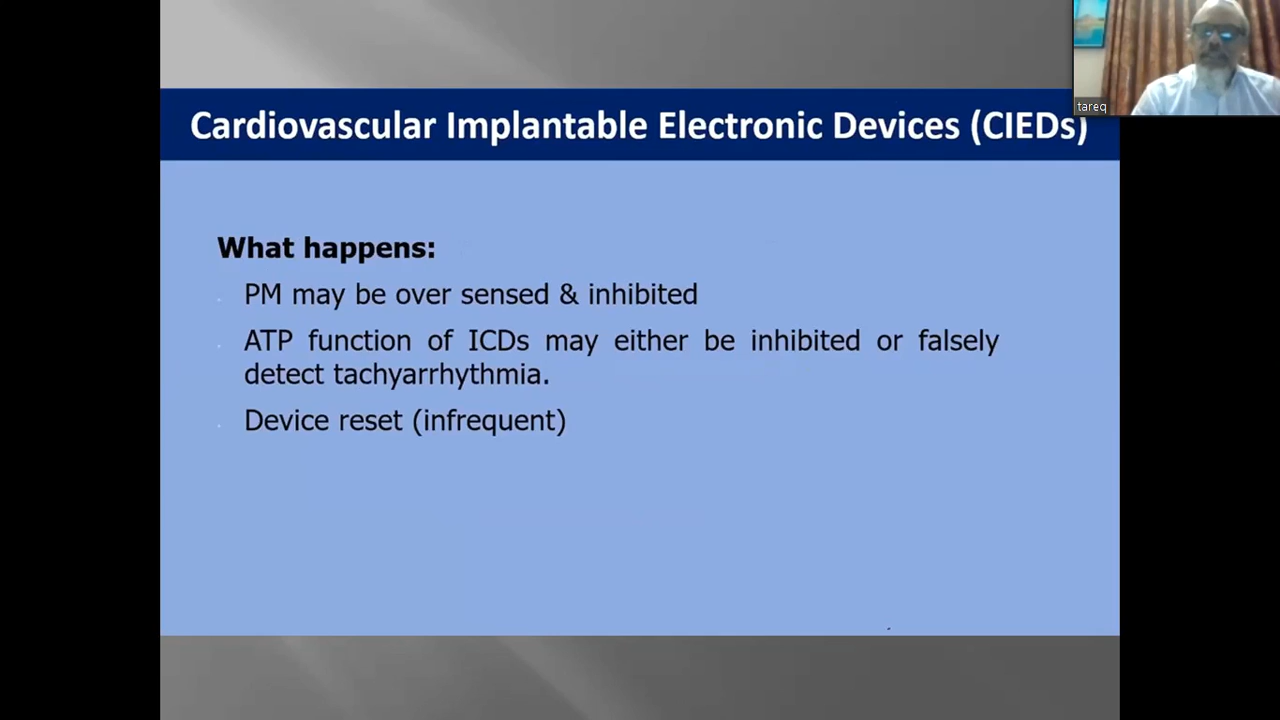 Cardiovascular Implantable Electronic Devices (CIEDs)
tareq
What happens:
PM may be over sensed & inhibited
ATP function of ICDs may either be inhibited or falsely
detect tachyarrhythmia.
Device reset (infrequent)